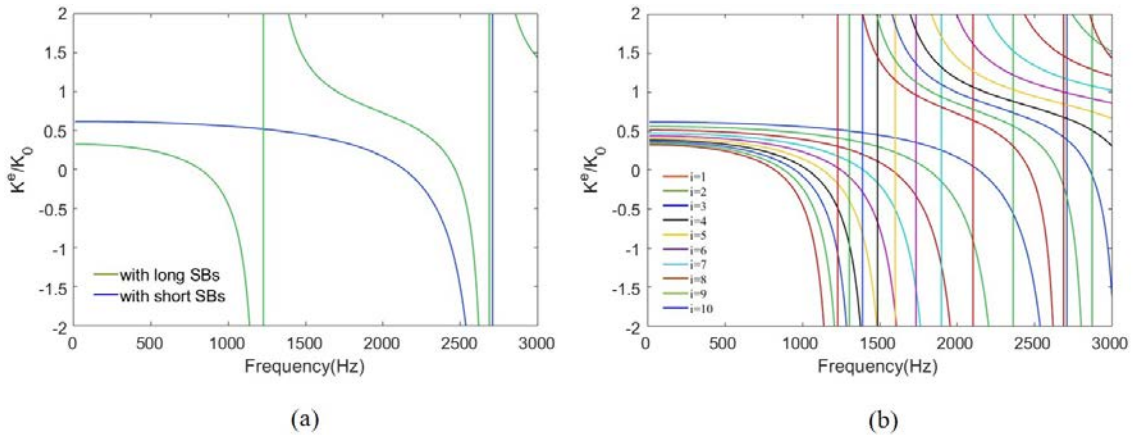 2
1.5
1
0.5
0
-0.5
-1
-1.5
-2
K^e/K_0
with long SBs
with short SBs
0 500 1000 1500 2000 2500 3000
Frequency(Hz)
(a)
2
1.5
1
0.5
0
-0.5
-1
-1.5
-2
K^e/K_0
i=1
i=2
i=3
i=4
i=5
i=6
i=7
i=8
i=9
i=10
0 500 1000 1500 2000 2500 3000
Frequency(Hz)
(b)